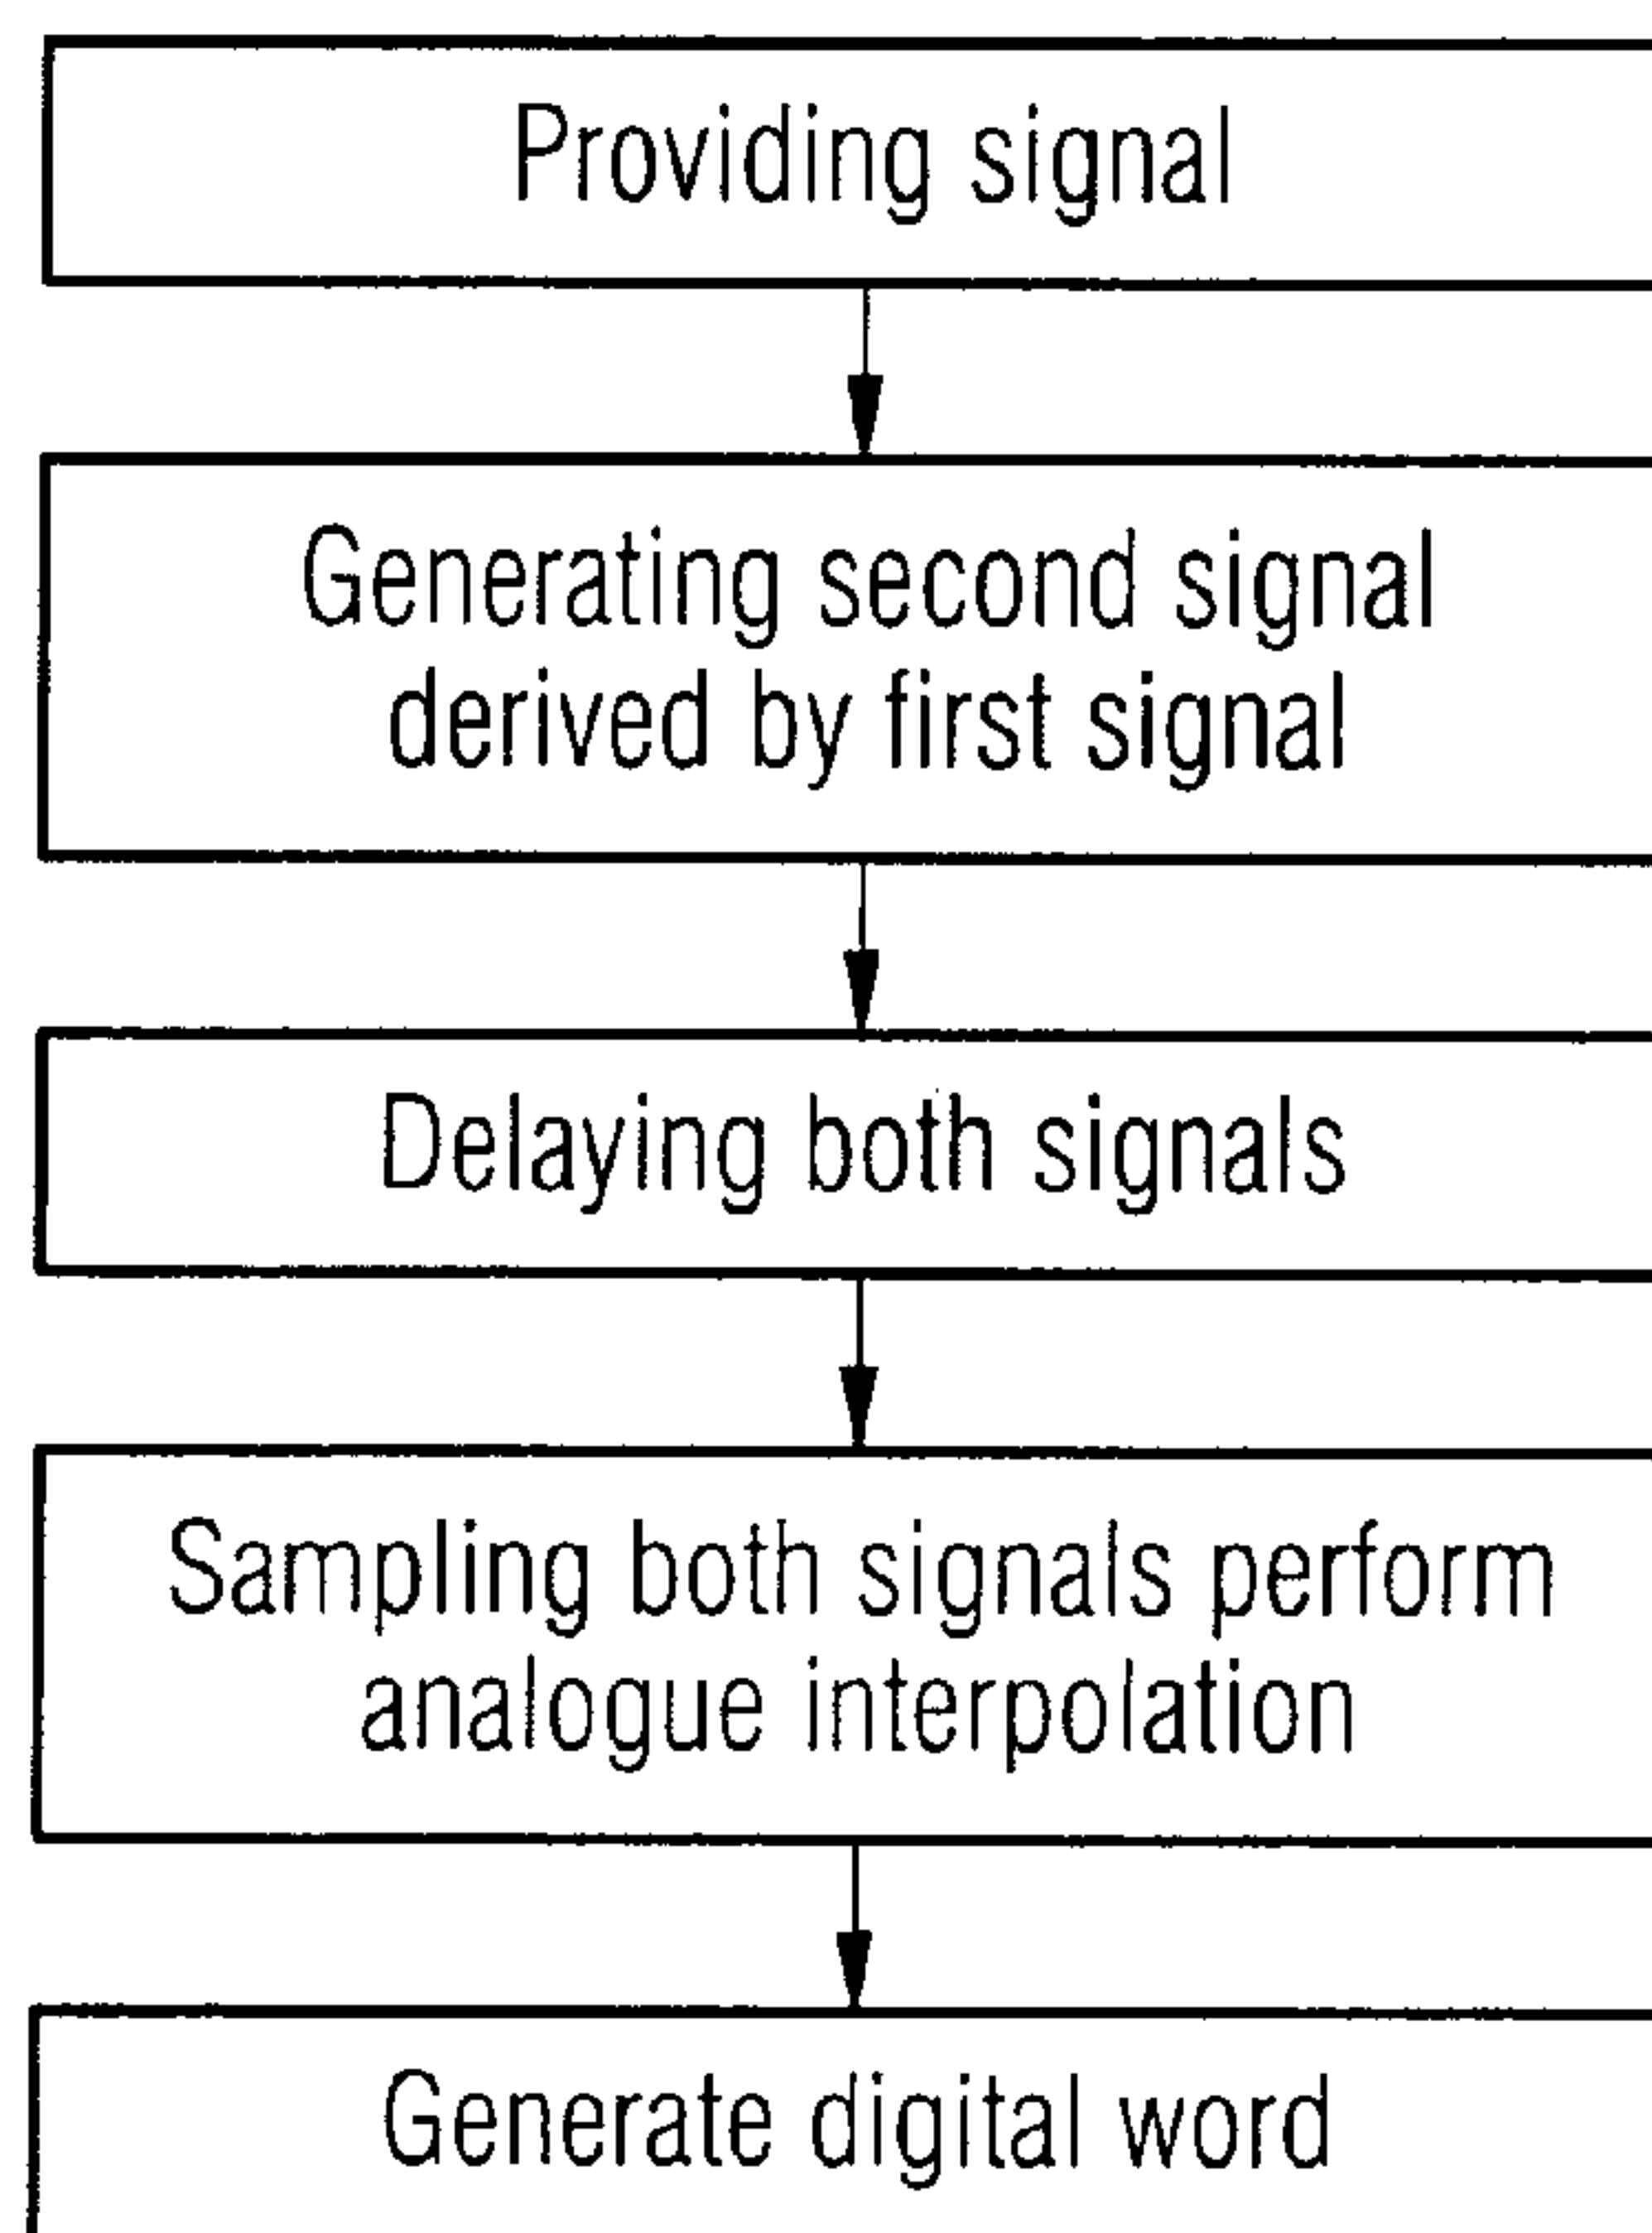 Providing signal
Generating second signal
derived by first signal
Delaying both signals
Sampling both signals perform
analogue interpolation
Generate digital word